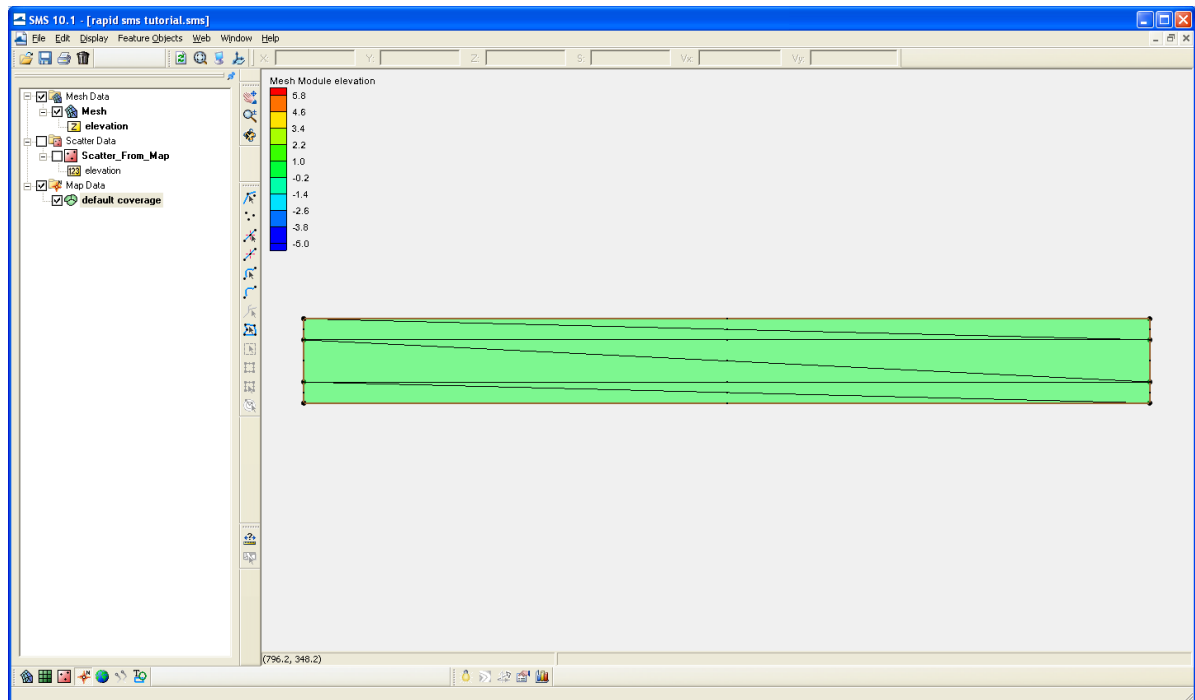 SMS 10.1 - [rapid sms tutorial.sms]
File Edit Display Feature Objects Web Window Help
X: Y: Z: S: Vx: Vy:
Mesh Data
Mesh
Z elevation
Scatter Data
Scatter_From_Map
123 elevation
Map Data
default coverage
Mesh Module elevation
5.8
4.6
3.4
2.2
1.0
-0.2
-1.4
-2.6
-3.8
-5.0
(796.2, 348.2)